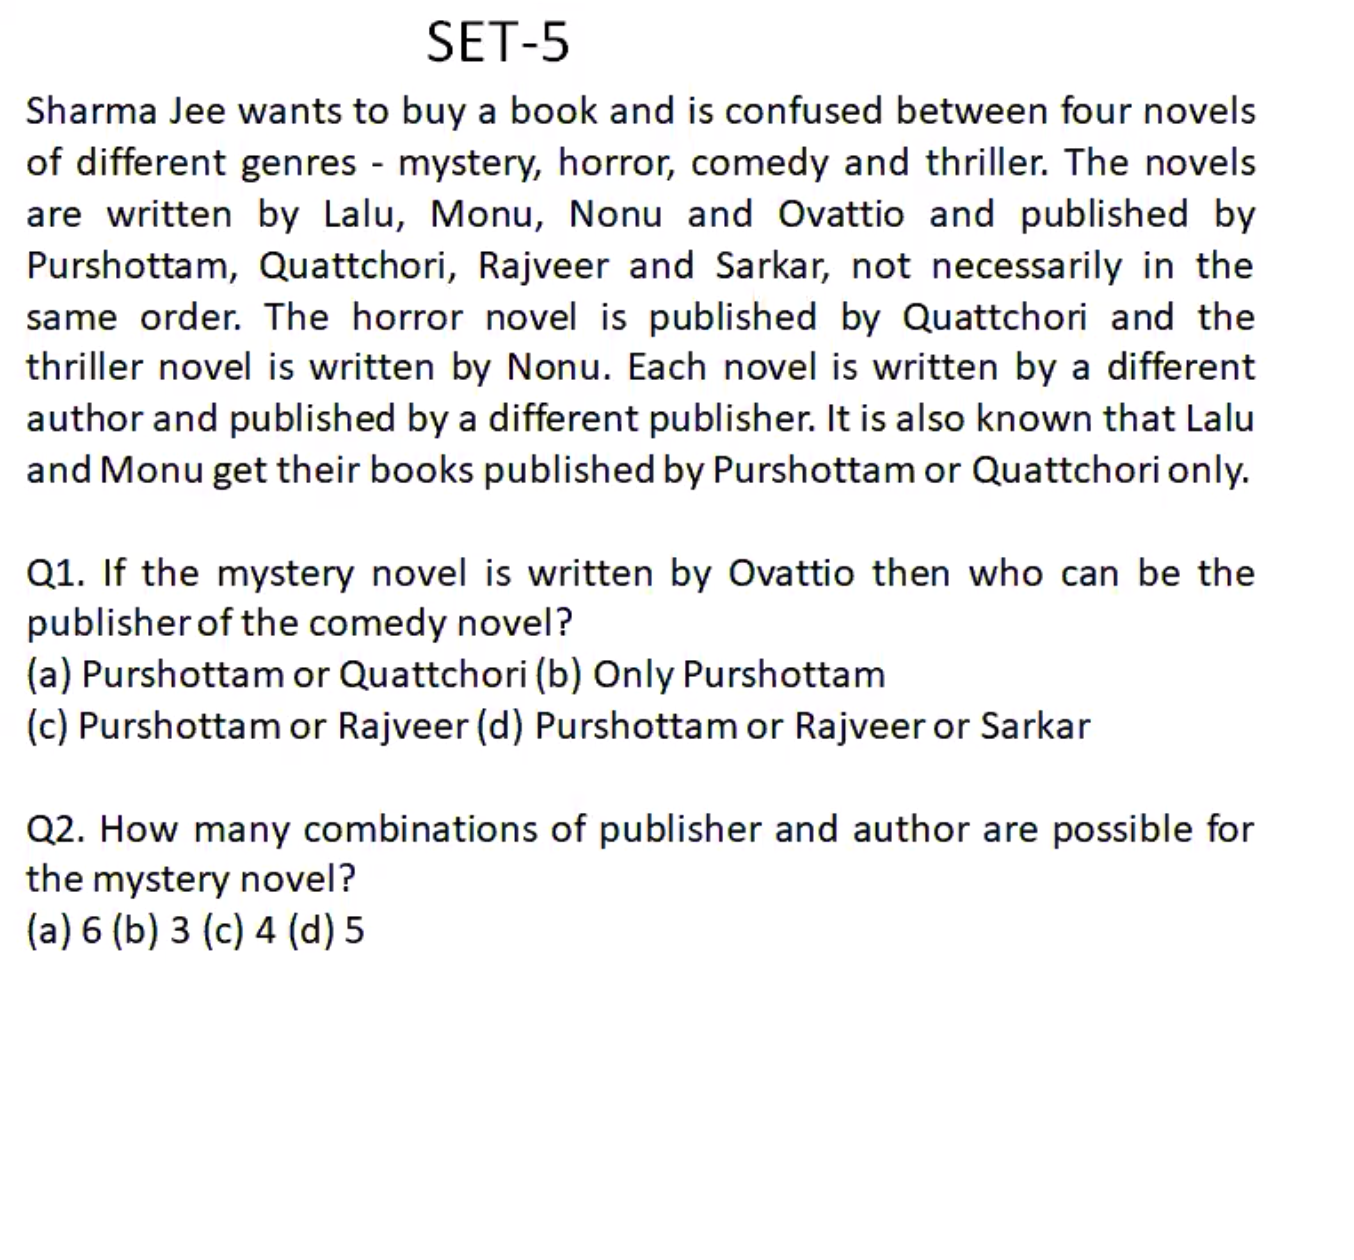 SET-5
Sharma Jee wants to buy a book and is confused between four novels
of different genres - mystery, horror, comedy and thriller. The novels
are written by Lalu, Monu, Nonu and Ovattio and published by
Purshottam, Quattchori, Rajveer and Sarkar, not necessarily in the
same order. The horror novel is published by Quattchori and the
thriller novel is written by Nonu. Each novel is written by a different
author and published by a different publisher. It is also known that Lalu
and Monu get their books published by Purshottam or Quattchori only.
Q1. If the mystery novel is written by Ovattio then who can be the
publisher of the comedy novel?
(a) Purshottam or Quattchori (b) Only Purshottam
(c) Purshottam or Rajveer (d) Purshottam or Rajveer or Sarkar
Q2. How many combinations of publisher and author are possible for
the mystery novel?
(a) 6 (b) 3 (c) 4 (d) 5